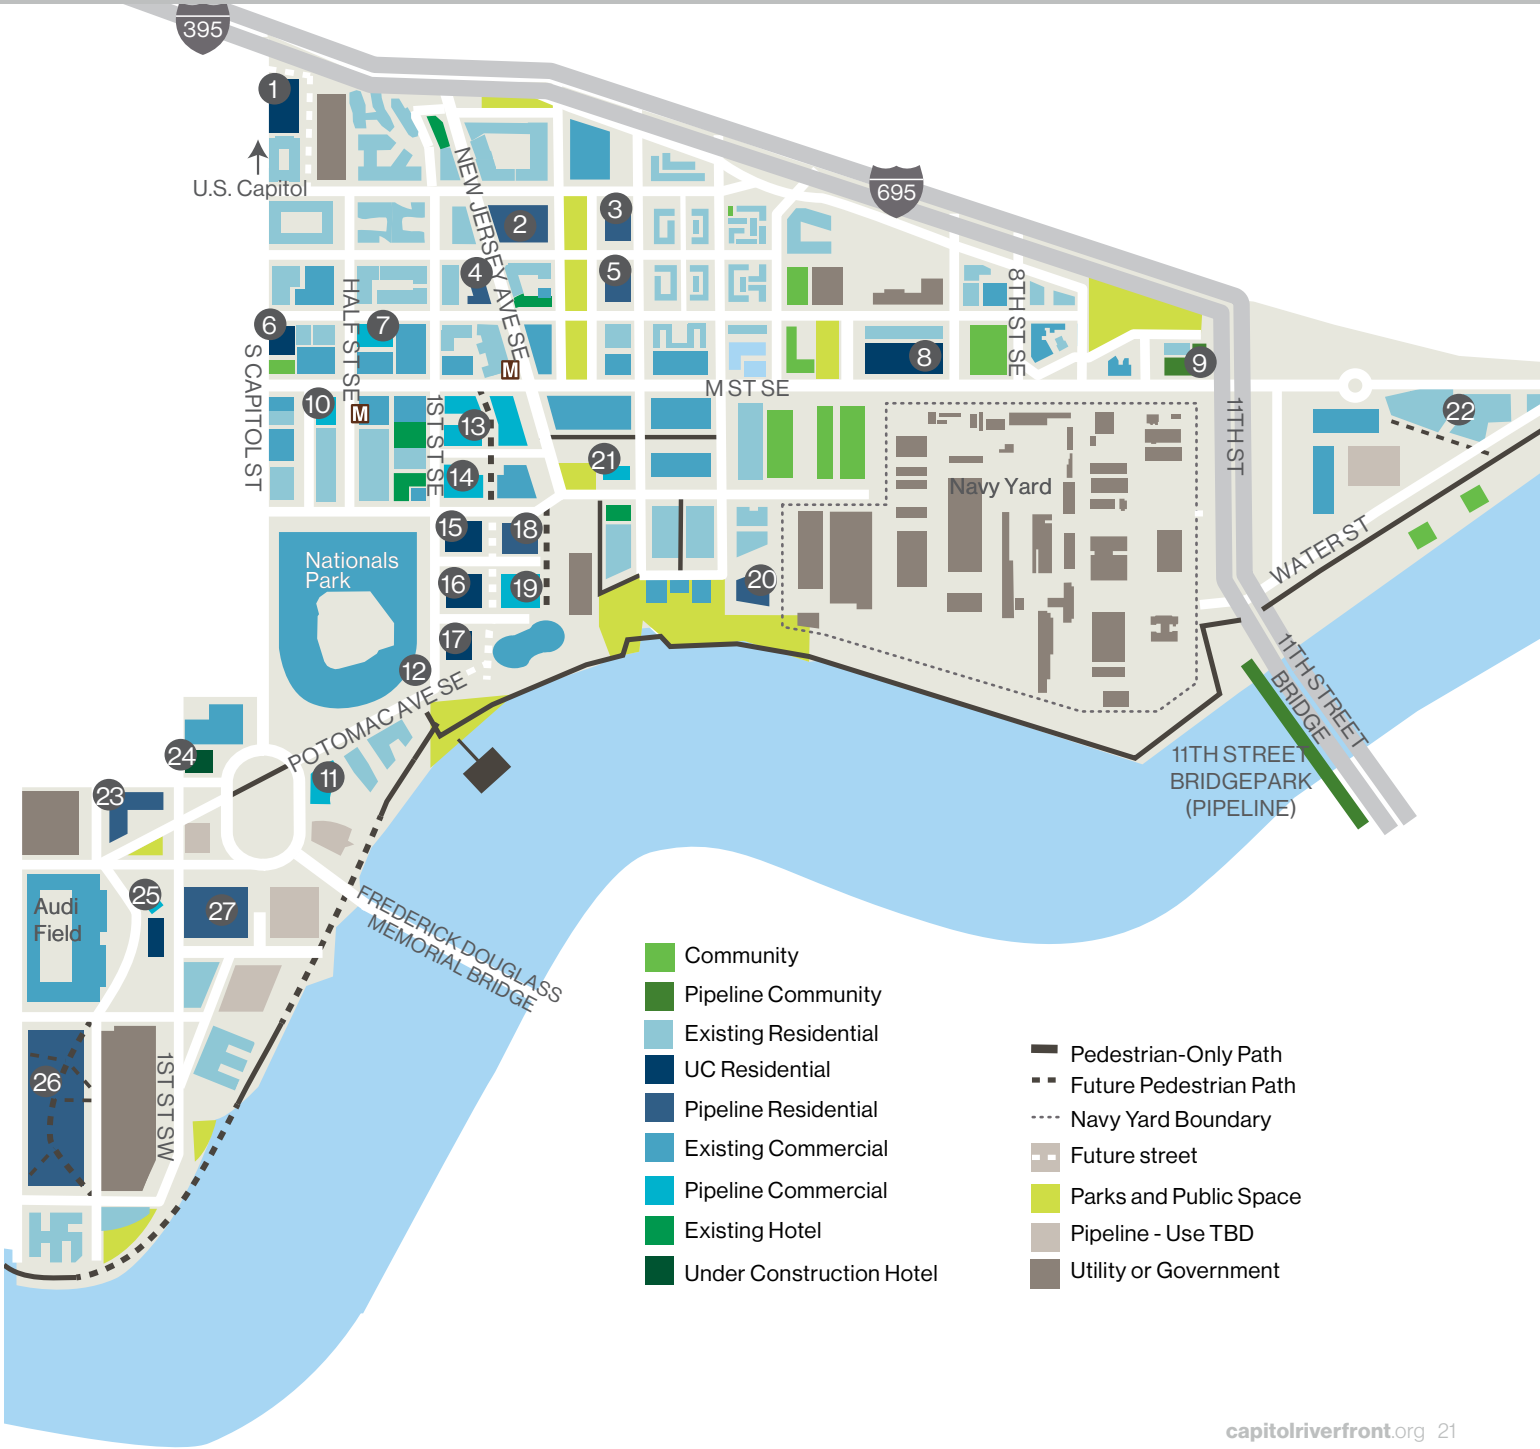 395
1
U.S. Capitol
NEW JERSEY AVE SE
695
2
3
4
5
HALF ST SE
8TH ST SE
6
7
S CAPITOL ST
8
9
M
M ST SE
10
M
1ST ST SE
13
11TH ST
22
21
14
Navy Yard
15
18
WATER ST
Nationals
Park
16
19
20
17
12
POTOMAC AVE SE
11TH STREET
BRIDGE
24
11
11TH STREET
BRIDGEPARK
(PIPELINE)
23
25
27
Audi
Field
FREDERICK DOUGLASS
MEMORIAL BRIDGE
26
1ST ST SW
Community
Pipeline Community
Existing Residential
UC Residential
Pipeline Residential
Existing Commercial
Pipeline Commercial
Existing Hotel
Under Construction Hotel
Pedestrian-Only Path
Future Pedestrian Path
Navy Yard Boundary
Future street
Parks and Public Space
Pipeline - Use TBD
Utility or Government
capitolriverfront.org 21